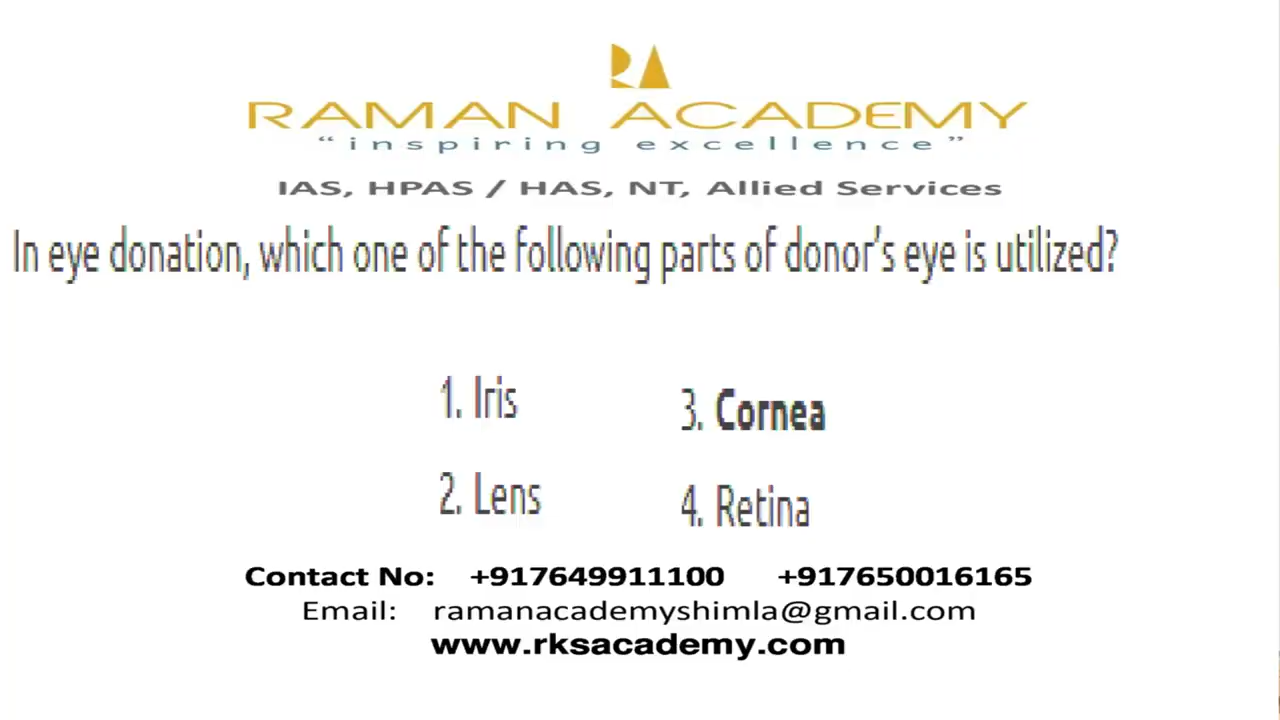 RA
RAMAN ACADEMY
“inspiring excellence”
IAS, HPAS / HAS, NT, Allied Services
In eye donation, which one of the following parts of donor's eye is utilized?
1. Iris
2. Lens
3. Cornea
4. Retina
Contact No: +917649911100 +917650016165
Email: ramanacademyshimla@gmail.com
www.rksacademy.com